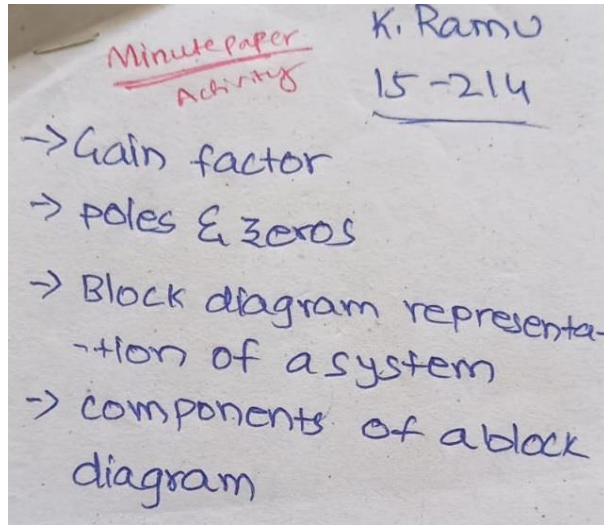 K. Ramu
Minute paper
Activity
15-214
→ Gain factor
→ poles & zeros
→ Block diagram representa-
-tion of a system
→ components of a block
diagram